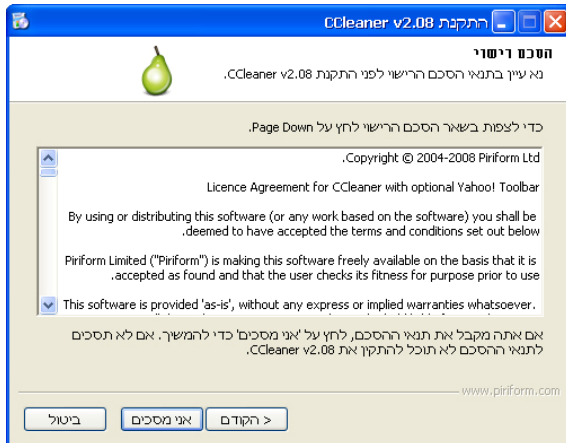 התקנת CCleaner v2.08
הסכם רישוי
נא עיין בתנאי הסכם הרישוי לפני התקנת CCleaner v2.08.
כדי לצפות בשאר הסכם הרישוי לחץ על Page Down.
Copyright © 2004-2008 Piriform Ltd.
Licence Agreement for CCleaner with optional Yahoo! Toolbar
By using or distributing this software (or any work based on the software) you shall be
deemed to have accepted the terms and conditions set out below.
Piriform Limited ("Piriform") is making this software freely available on the basis that it is
accepted as found and that the user checks its fitness for purpose prior to use.
This software is provided 'as-is', without any express or implied warranties whatsoever.
אם אתה מקבל את תנאי ההסכם, לחץ על 'אני מסכים' כדי להמשיך. אם לא תסכים
לתנאי ההסכם לא תוכל להתקין את CCleaner v2.08.
www.piriform.com
< הקודם
אני מסכים
ביטול